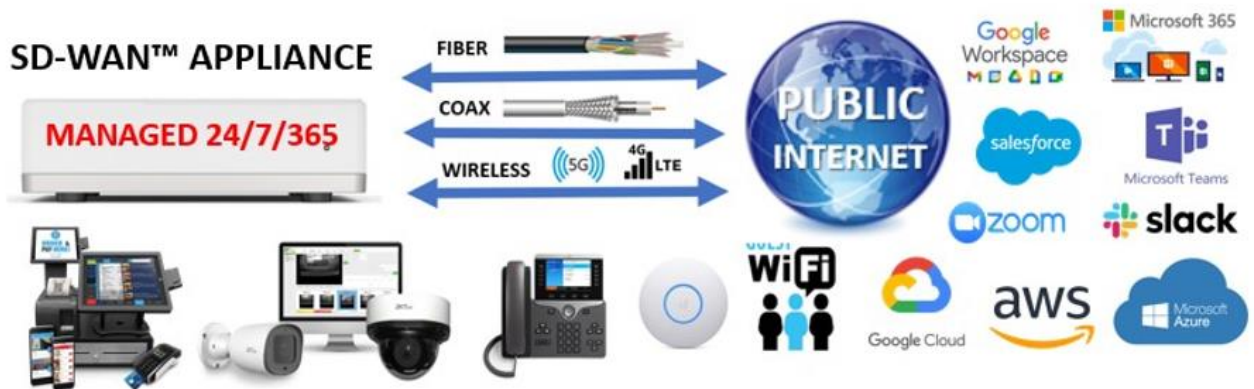 SD-WAN™ APPLIANCE
MANAGED 24/7/365
FIBER
COAX
WIRELESS
5G
4G
LTE
PUBLIC
INTERNET
Google
Workspace
Microsoft 365
salesforce
T
Microsoft Teams
zoom
slack
GUEST
WiFi
Google Cloud
aws
Microsoft
Azure